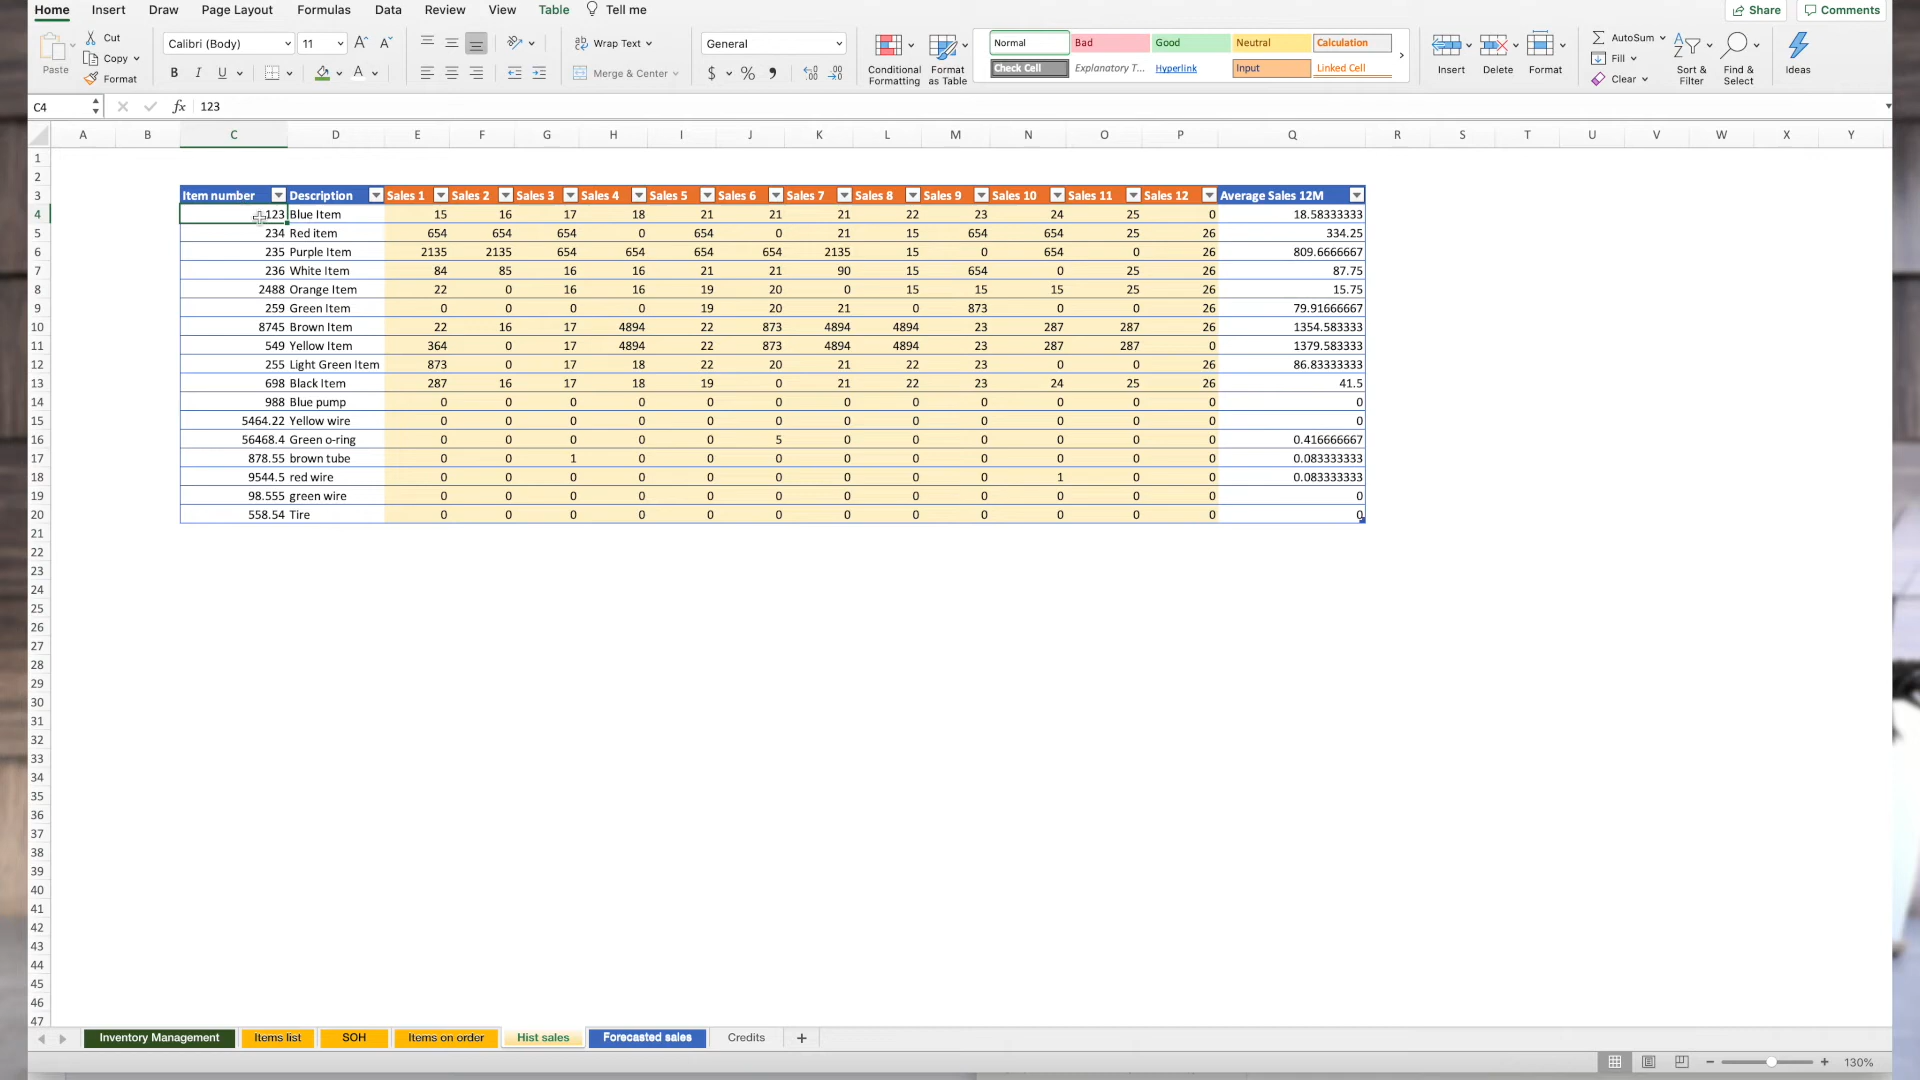 Home Insert Draw Page Layout Formulas Data Review View Table Tell me Share Comments
Paste Cut Copy Format
Calibri (Body) 11 A A
B I U A
Wrap Text
Merge & Center
General
$ % 
Conditional Formatting
Format as Table
Normal Bad Good Neutral Calculation
Check Cell Explanatory T... Hyperlink Input Linked Cell
Insert Delete Format
AutoSum
Fill
Clear
Sort & Filter
Find & Select
Ideas
C4 fx 123
A B C D E F G H I J K L M N O P Q R S T U V W X Y
1
2
3 Item number Description Sales 1 Sales 2 Sales 3 Sales 4 Sales 5 Sales 6 Sales 7 Sales 8 Sales 9 Sales 10 Sales 11 Sales 12 Average Sales 12M
4 123 Blue Item 15 16 17 18 21 21 21 22 23 24 25 0 18.58333333
5 234 Red item 654 654 654 0 654 0 21 15 654 654 25 26 334.25
6 235 Purple Item 2135 2135 654 654 654 654 2135 15 0 654 0 26 809.6666667
7 236 White Item 84 85 16 16 21 21 90 15 654 0 25 26 87.75
8 2488 Orange Item 22 0 16 16 19 20 0 15 15 15 25 26 15.75
9 259 Green Item 0 0 0 0 19 20 21 0 873 0 0 26 79.91666667
10 8745 Brown Item 22 16 17 4894 22 873 4894 4894 23 287 287 26 1354.583333
11 549 Yellow Item 364 0 17 4894 22 873 4894 4894 23 287 287 0 1379.583333
12 255 Light Green Item 873 0 17 18 22 20 21 22 23 0 0 26 86.83333333
13 698 Black Item 287 16 17 18 19 0 21 22 23 24 25 26 41.5
14 988 Blue pump 0 0 0 0 0 0 0 0 0 0 0 0 0
15 5464.22 Yellow wire 0 0 0 0 0 0 0 0 0 0 0 0 0
16 56468.4 Green o-ring 0 0 0 0 0 5 0 0 0 0 0 0 0.416666667
17 878.55 brown tube 0 0 1 0 0 0 0 0 0 0 0 0 0.083333333
18 9544.5 red wire 0 0 0 0 0 0 0 0 0 1 0 0 0.083333333
19 98.555 green wire 0 0 0 0 0 0 0 0 0 0 0 0 0
20 558.54 Tire 0 0 0 0 0 0 0 0 0 0 0 0 0
21
22
23
24
25
26
27
28
29
30
31
32
33
34
35
36
37
38
39
40
41
42
43
44
45
46
47
Inventory Management Items list SOH Items on order Hist sales Forecasted sales Credits +
130%